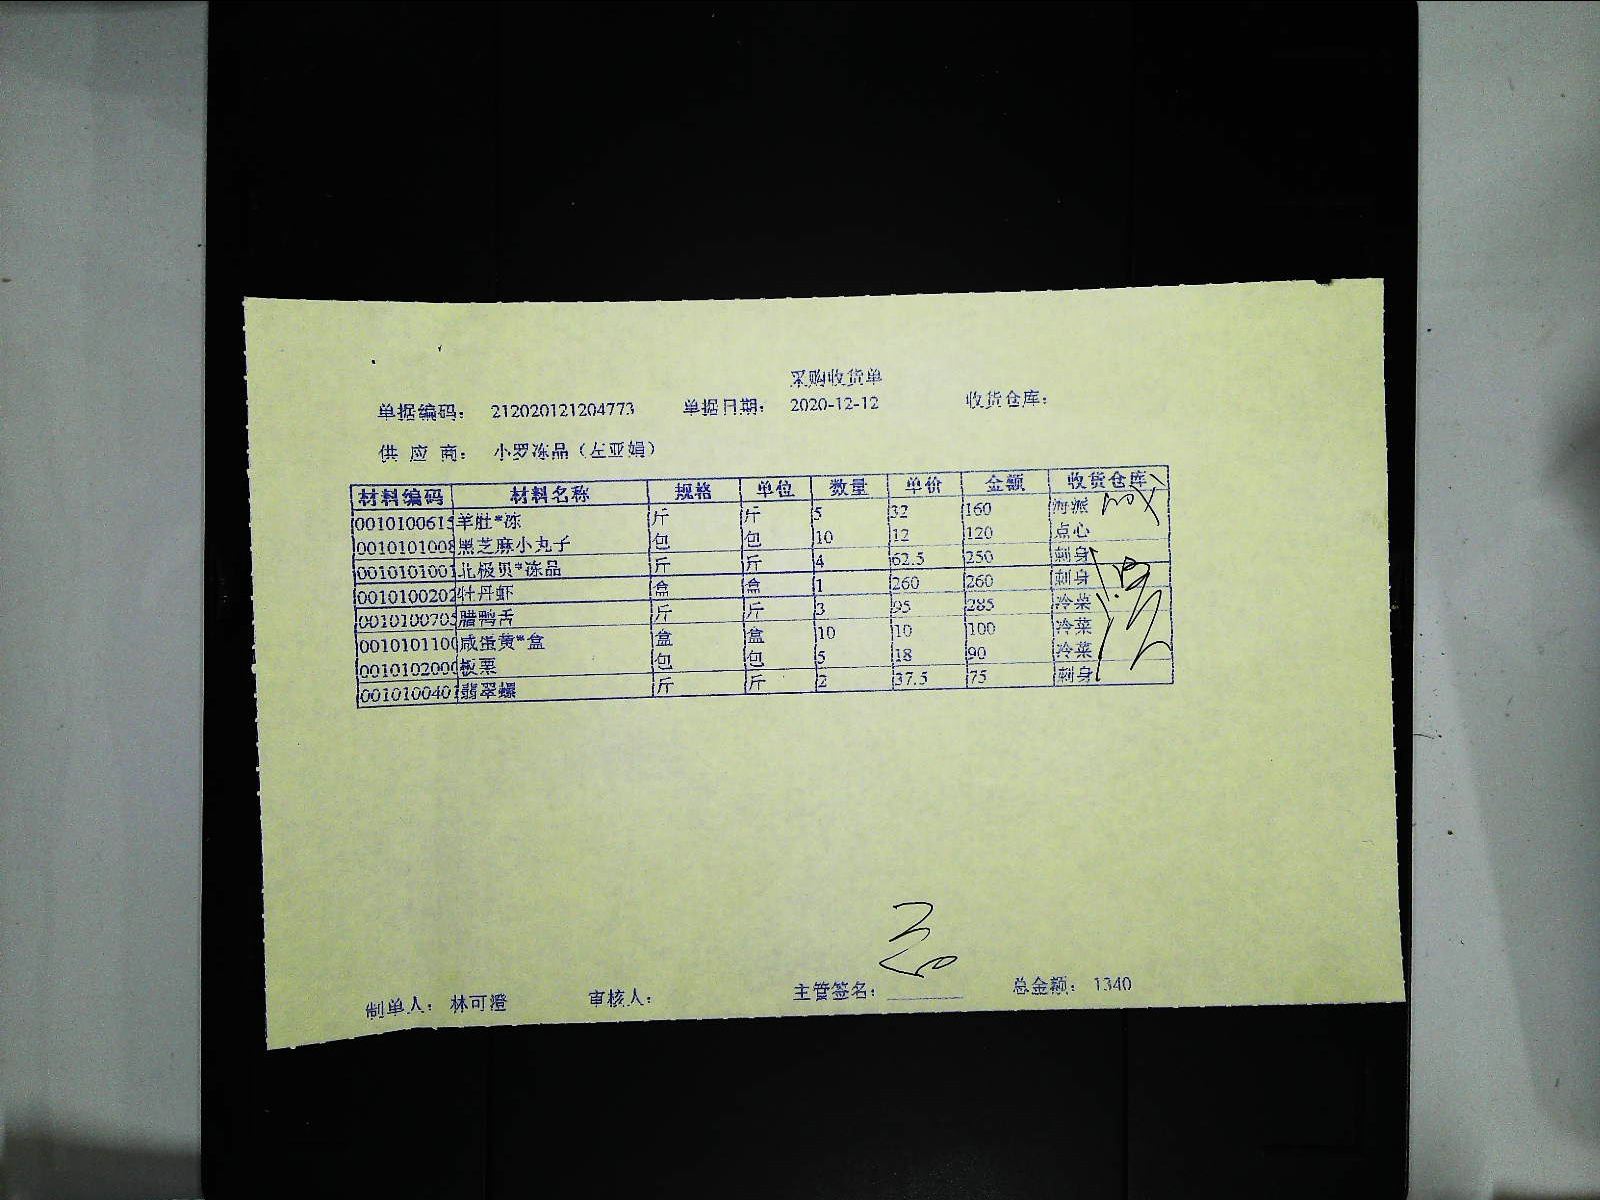 采购收货单
单据编码: 212020121204773 单据日期: 2020-12-12 收货仓库:
供 应 商: 小罗冻品（左亚娟）
材料编码 材料名称 规格 单位 数量 单价 金额 收货仓库
0010100615 羊肚*冻 斤 斤 5 32 160 海派
0010101008 黑芝麻小丸子 包 包 10 12 120 点心
0010101001 北极贝*冻品 斤 斤 4 62.5 250 刺身
0010100202 牡丹虾 盒 盒 1 260 260 刺身
0010100705 腊鸭舌 斤 斤 3 95 285 冷菜
0010101100 咸蛋黄*盒 盒 盒 10 10 100 冷菜
0010102000 板栗 包 包 5 18 90 冷菜
0010100401 翡翠螺 斤 斤 2 37.5 75 刺身
制单人: 林可澄 审核人: 主管签名: 总金额: 1340